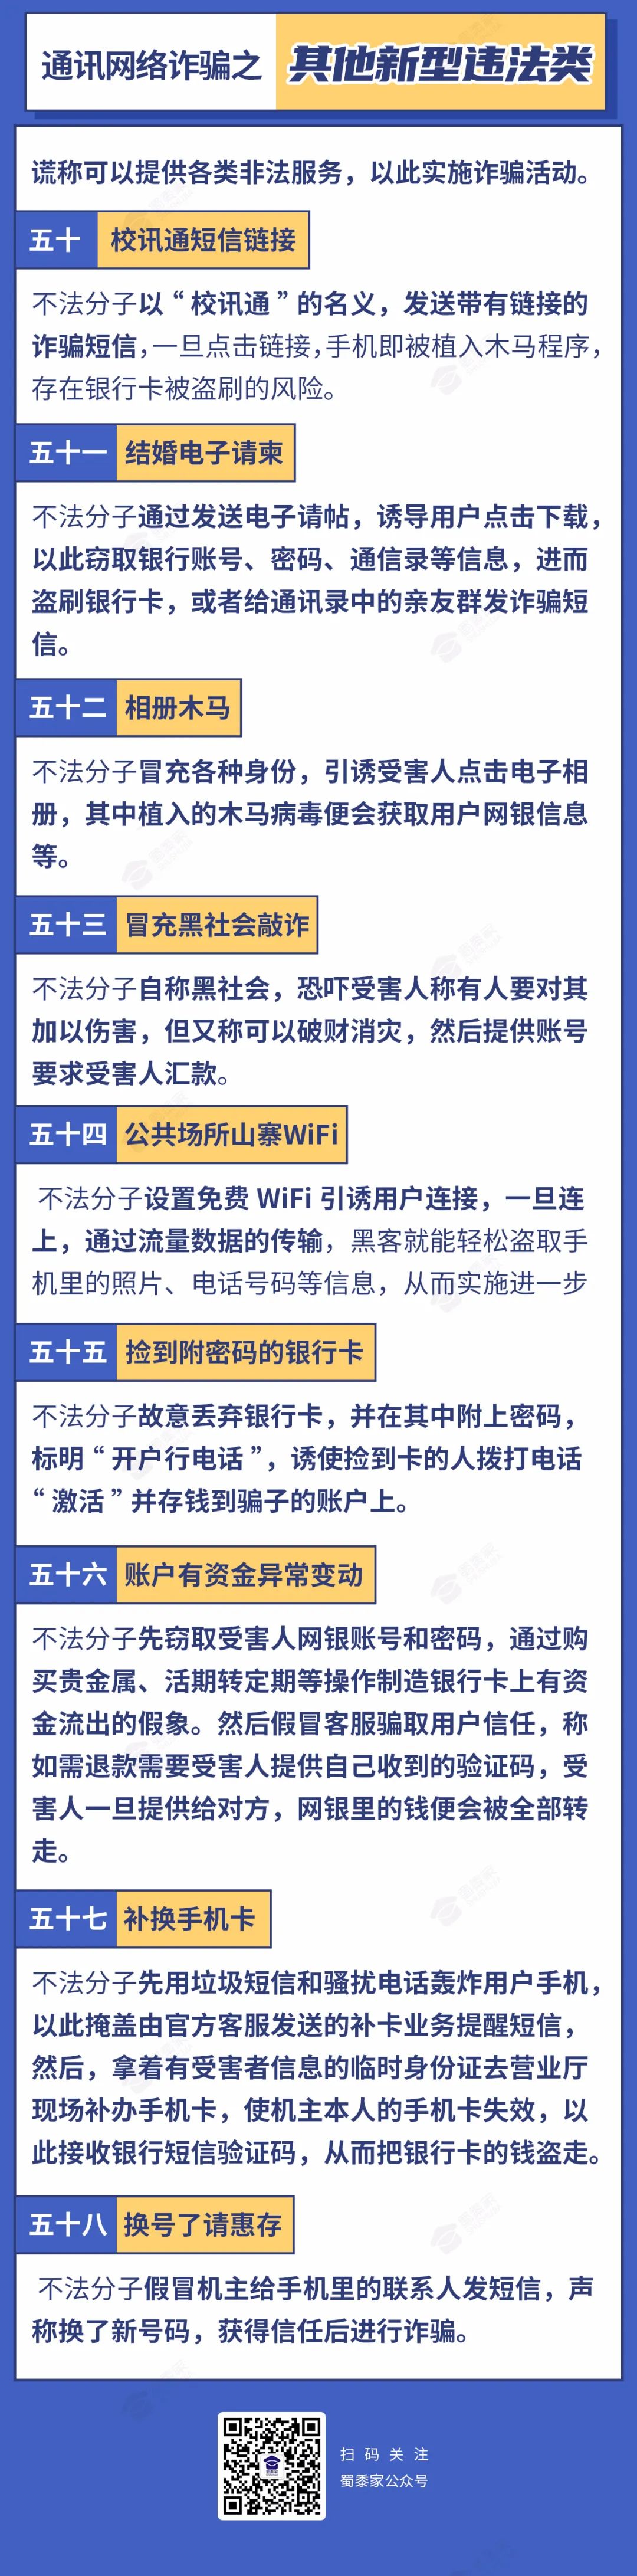 通讯网络诈骗之 其他新型违法类
谎称可以提供各类非法服务，以此实施诈骗活动。
五十 校讯通短信链接
不法分子以“校讯通”的名义，发送带有链接的
诈骗短信，一旦点击链接，手机即被植入木马程序，
存在银行卡被盗刷的风险。
五十一 结婚电子请柬
不法分子通过发送电子请帖，诱导用户点击下载，
以此窃取银行账号、密码、通信录等信息，进而
盗刷银行卡，或者给通讯录中的亲友群发诈骗短
信。
五十二 相册木马
不法分子冒充各种身份，引诱受害人点击电子相
册，其中植入的木马病毒便会获取用户网银信息
等。
五十三 冒充黑社会敲诈
不法分子自称黑社会，恐吓受害人称有人要对其
加以伤害，但又称可以破财消灾，然后提供账号
要求受害人汇款。
五十四 公共场所山寨WiFi
不法分子设置免费 WiFi 引诱用户连接，一旦连
上，通过流量数据的传输，黑客就能轻松盗取手
机里的照片、电话号码等信息，从而实施进一步
五十五 捡到附密码的银行卡
不法分子故意丢弃银行卡，并在其中附上密码，
标明“开户行电话”，诱使捡到卡的人拨打电话
“激活”并存钱到骗子的账户上。
五十六 账户有资金异常变动
不法分子先窃取受害人网银账号和密码，通过购
买贵金属、活期转定期等操作制造银行卡上有资
金流出的假象。然后假冒客服骗取用户信任，称
如需退款需要受害人提供自己收到的验证码，受
害人一旦提供给对方，网银里的钱便会被全部转
走。
五十七 补换手机卡
不法分子先用垃圾短信和骚扰电话轰炸用户手机，
以此掩盖由官方客服发送的补卡业务提醒短信，
然后，拿着有受害者信息的临时身份证去营业厅
现场补办手机卡，使机主本人的手机卡失效，以
此接收银行短信验证码，从而把银行卡的钱盗走。
五十八 换号了请惠存
不法分子假冒机主给手机里的联系人发短信，声
称换了新号码，获得信任后进行诈骗。
扫码关注
蜀黍家公众号